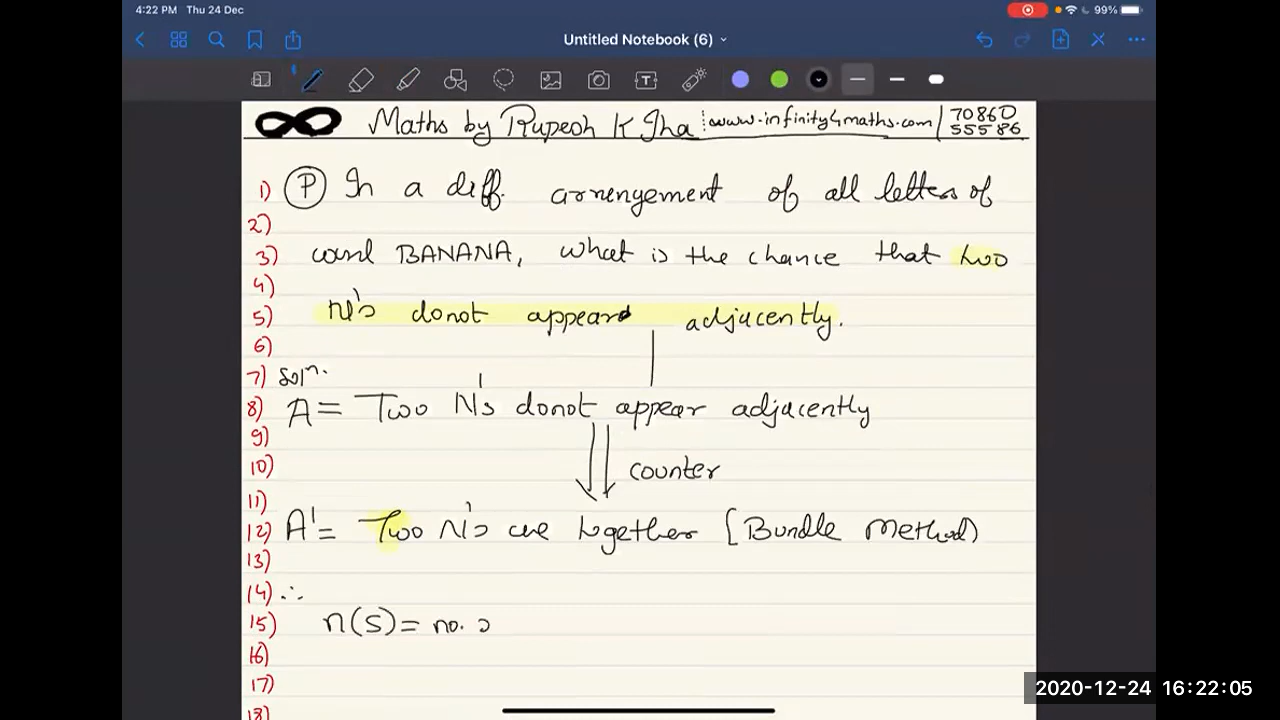 4:22 PM Thu 24 Dec
99%
Untitled Notebook (6)
Maths by Rupesh K Jha www.infinity4maths.com / 70860 55586
1) (P) In a diff. arrengement of all letters of
2)
3) word BANANA, what is the chance that two
4)
5) N's donot appear adjacently.
6)
7) Soln.
8) A = Two N's donot appear adjacently
9)
10) counter
11)
12) A' = Two N's are together [Bundle Method)
13)
14) ∴
15) n(S) = no. o
16)
17)
18)
2020-12-24 16:22:05